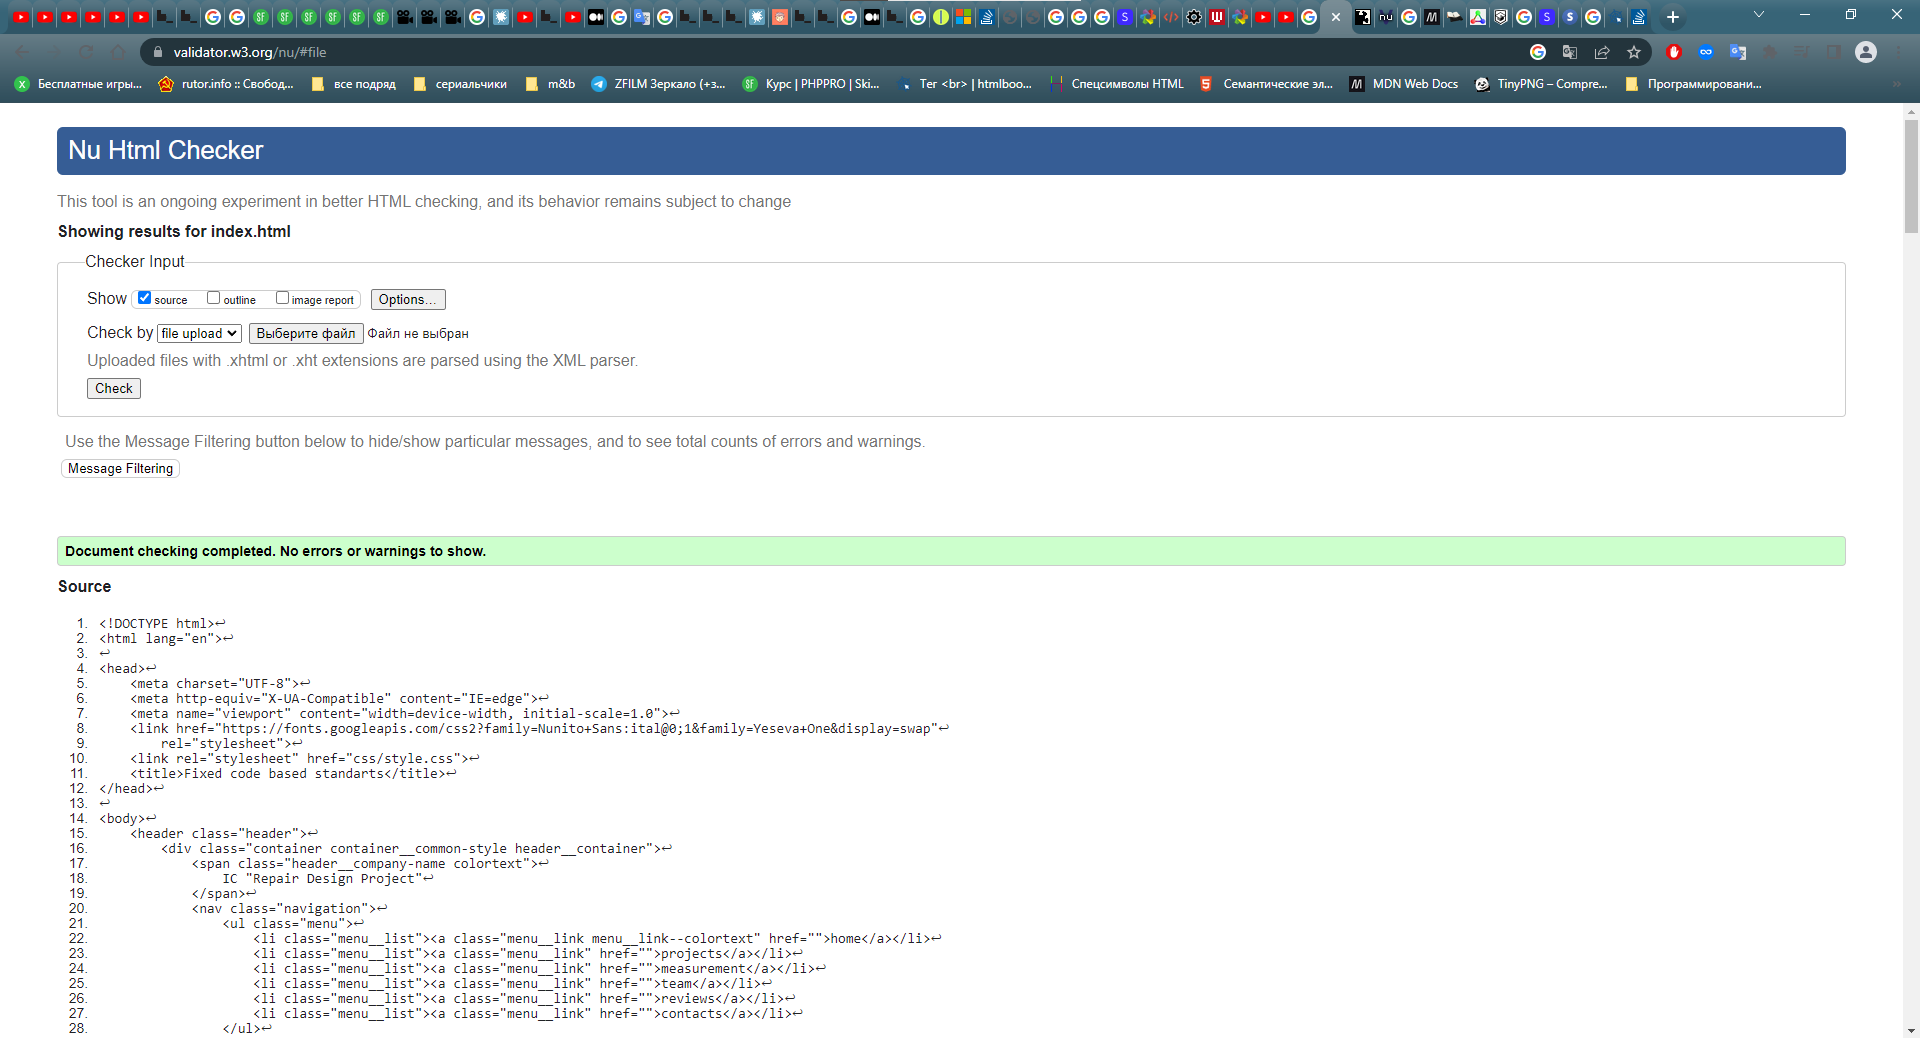 validator.w3.org/nu/#file
Бесплатные игры... rutor.info :: Свобод... все подряд сериальчики m&b ZFILM Зеркало (+з... Курс | PHPPRO | Ski... Тег <br> | htmlboo... Спецсимволы HTML Семантические эл... MDN Web Docs TinyPNG – Compre... Программировани...
Nu Html Checker
This tool is an ongoing experiment in better HTML checking, and its behavior remains subject to change
Showing results for index.html
Checker Input
Show source outline image report Options...
Check by file upload Выберите файл Файл не выбран
Uploaded files with .xhtml or .xht extensions are parsed using the XML parser.
Check
Use the Message Filtering button below to hide/show particular messages, and to see total counts of errors and warnings.
Message Filtering
Document checking completed. No errors or warnings to show.
Source
1. <!DOCTYPE html>↩
2. <html lang="en">↩
3. ↩
4. <head>↩
5.     <meta charset="UTF-8">↩
6.     <meta http-equiv="X-UA-Compatible" content="IE=edge">↩
7.     <meta name="viewport" content="width=device-width, initial-scale=1.0">↩
8.     <link href="https://fonts.googleapis.com/css2?family=Nunito+Sans:ital@0;1&family=Yeseva+One&display=swap"↩
9.         rel="stylesheet">↩
10.     <link rel="stylesheet" href="css/style.css">↩
11.     <title>Fixed code based standarts</title>↩
12. </head>↩
13. ↩
14. <body>↩
15.     <header class="header">↩
16.         <div class="container container__common-style header__container">↩
17.             <span class="header__company-name colortext">↩
18.                 IC "Repair Design Project"↩
19.             </span>↩
20.             <nav class="navigation">↩
21.                 <ul class="menu">↩
22.                     <li class="menu__list"><a class="menu__link menu__link--colortext" href="">home</a></li>↩
23.                     <li class="menu__list"><a class="menu__link" href="">projects</a></li>↩
24.                     <li class="menu__list"><a class="menu__link" href="">measurement</a></li>↩
25.                     <li class="menu__list"><a class="menu__link" href="">team</a></li>↩
26.                     <li class="menu__list"><a class="menu__link" href="">reviews</a></li>↩
27.                     <li class="menu__list"><a class="menu__link" href="">contacts</a></li>↩
28.                 </ul>↩